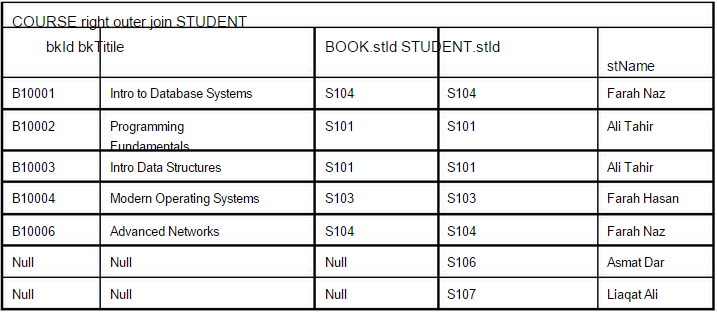 COURSE right outer join STUDENT
bkId bkTitile BOOK.stId STUDENT.stId
stName
B10001 Intro to Database Systems S104 S104 Farah Naz
B10002 Programming S101 S101 Ali Tahir
Fundamentals
B10003 Intro Data Structures S101 S101 Ali Tahir
B10004 Modern Operating Systems S103 S103 Farah Hasan
B10006 Advanced Networks S104 S104 Farah Naz
Null Null Null S106 Asmat Dar
Null Null Null S107 Liaqat Ali